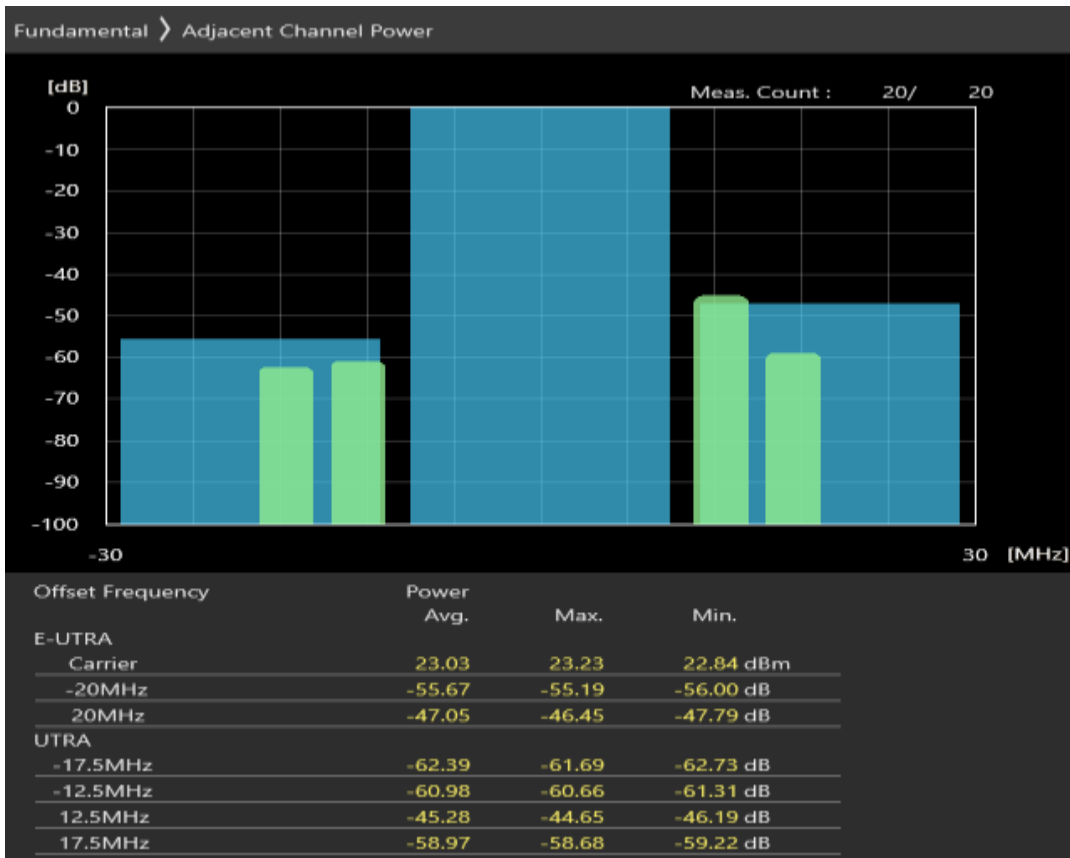 Fundamental 〉 Adjacent Channel Power
[dB]
Meas. Count : 20/ 20
0
-10
-20
-30
-40
-50
-60
-70
-80
-90
-100
-30 30 [MHz]
Offset Frequency Power
Avg. Max. Min.
E-UTRA
Carrier 23.03 23.23 22.84 dBm
-20MHz -55.67 -55.19 -56.00 dB
20MHz -47.05 -46.45 -47.79 dB
UTRA
-17.5MHz -62.39 -61.69 -62.73 dB
-12.5MHz -60.98 -60.66 -61.31 dB
12.5MHz -45.28 -44.65 -46.19 dB
17.5MHz -58.97 -58.68 -59.22 dB